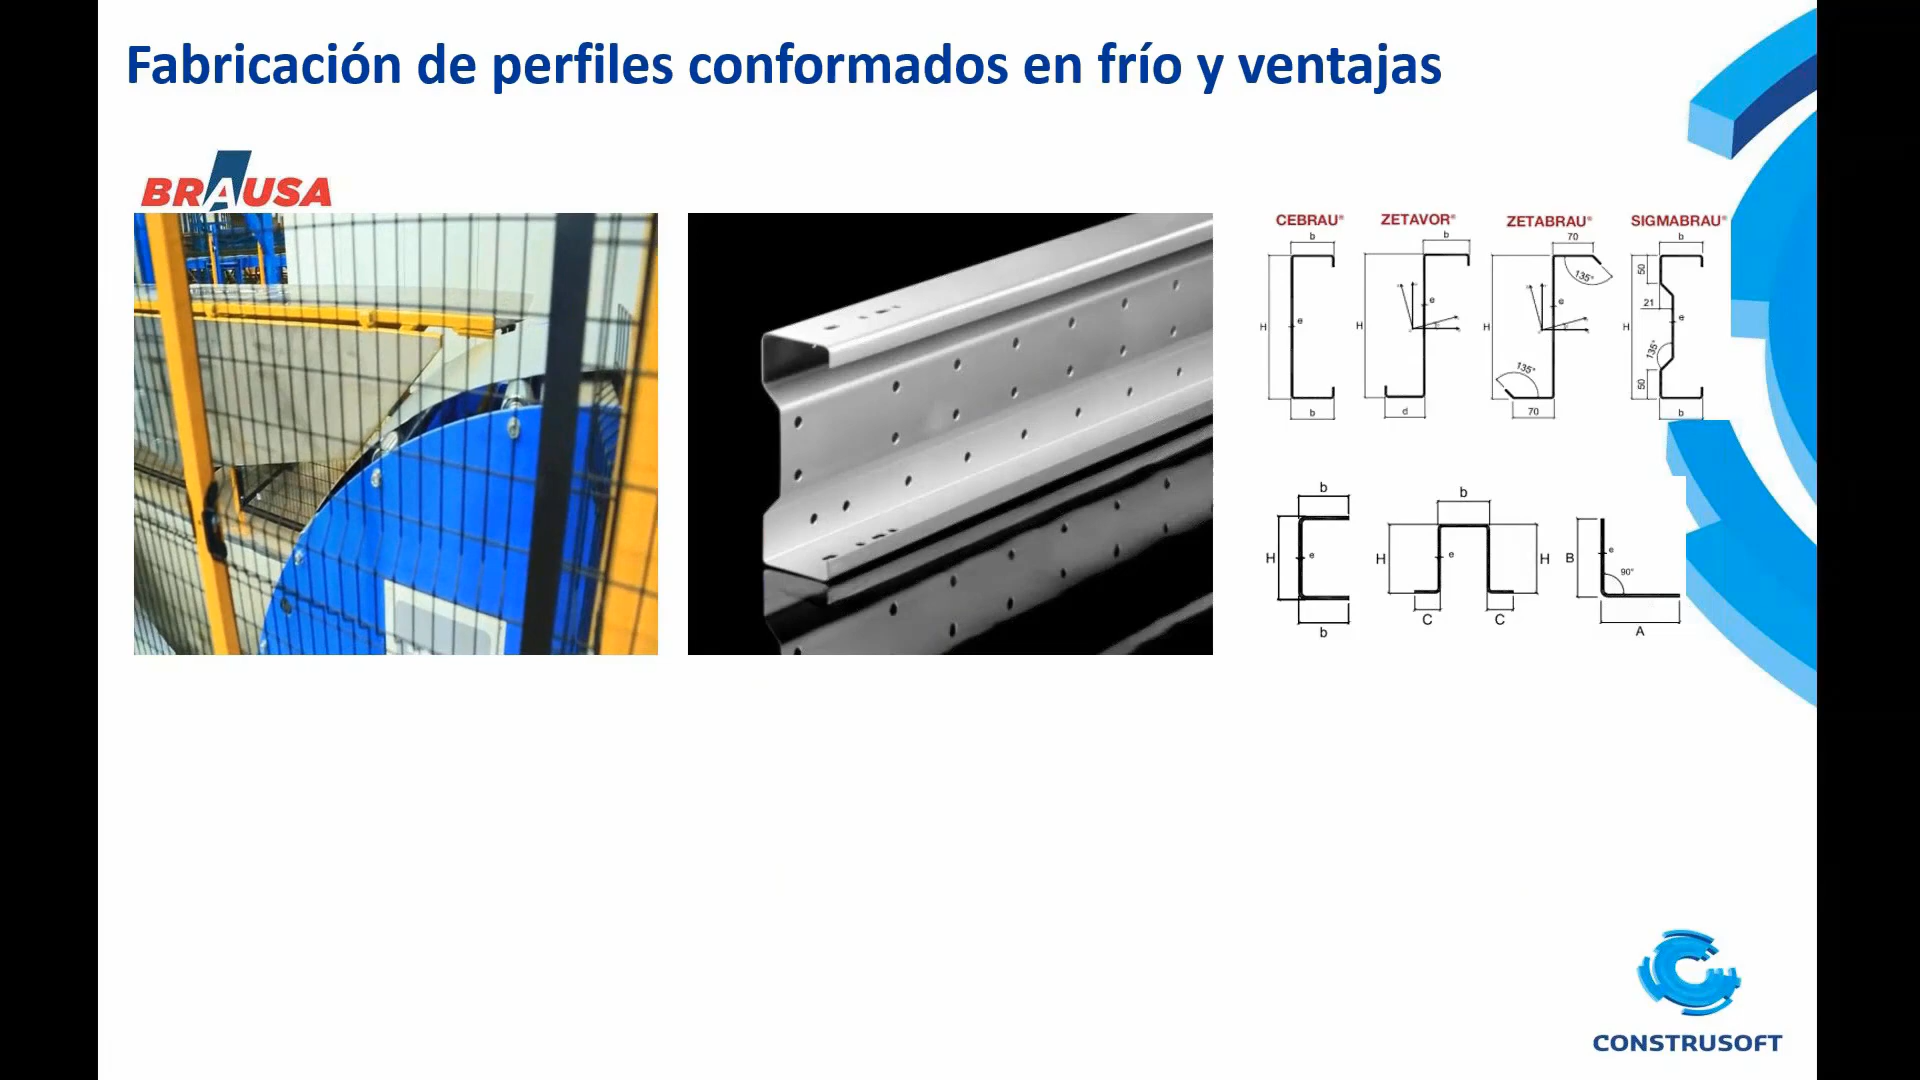 Fabricación de perfiles conformados en frío y ventajas
BRAUSA
CEBRAU®
ZETAVOR®
ZETABRAU®
SIGMABRAU®
b
b
70
b
135°
50
21
e
e
e
e
H
H
H
H
135°
135°
50
b
d
70
b
b
b
H
e
H
e
H
B
e
90°
b
C
C
A
CONSTRUSOFT